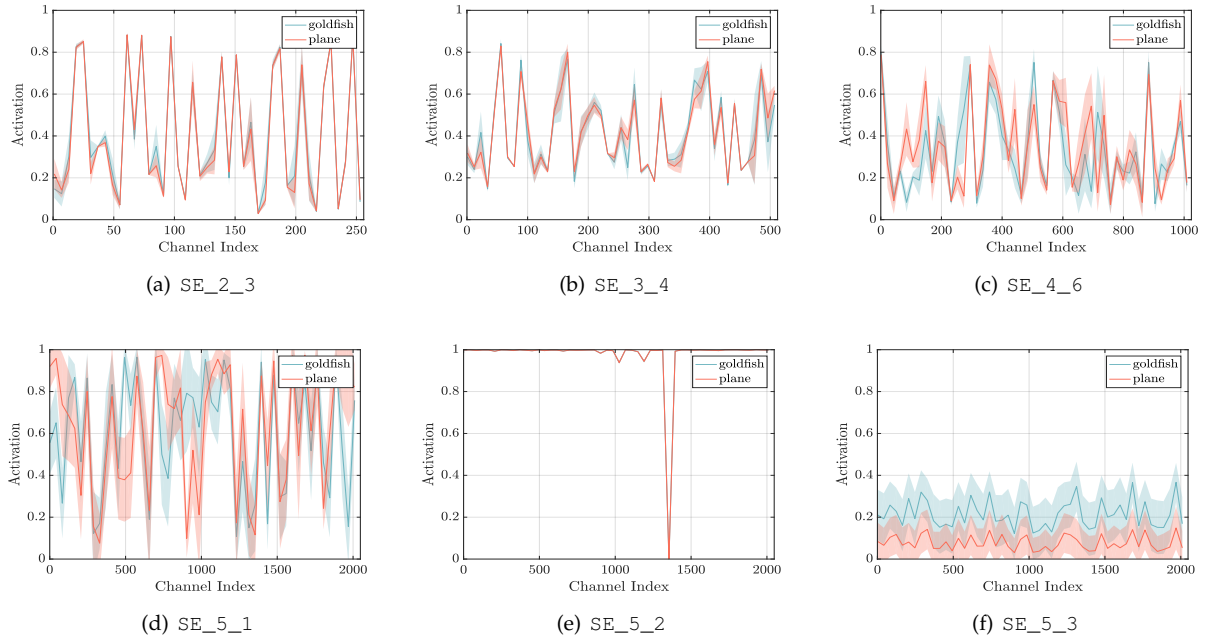 goldfish
plane
1
0.8
0.6
0.4
0.2
0
Activation
0 50 100 150 200 250
Channel Index
(a) SE_2_3
goldfish
plane
1
0.8
0.6
0.4
0.2
0
Activation
0 100 200 300 400 500
Channel Index
(b) SE_3_4
goldfish
plane
1
0.8
0.6
0.4
0.2
0
Activation
0 200 400 600 800 1000
Channel Index
(c) SE_4_6
goldfish
plane
1
0.8
0.6
0.4
0.2
0
Activation
0 500 1000 1500 2000
Channel Index
(d) SE_5_1
goldfish
plane
1
0.8
0.6
0.4
0.2
0
Activation
0 500 1000 1500 2000
Channel Index
(e) SE_5_2
goldfish
plane
1
0.8
0.6
0.4
0.2
0
Activation
0 500 1000 1500 2000
Channel Index
(f) SE_5_3